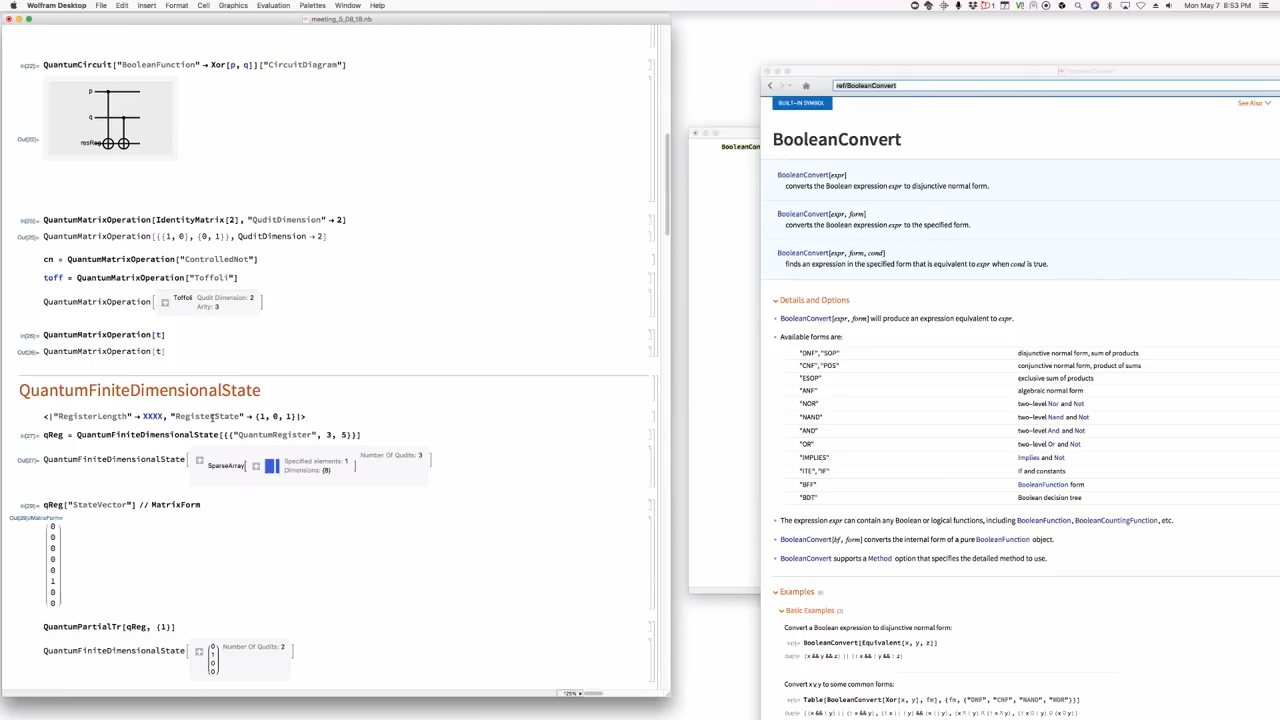 Wolfram Desktop File Edit Insert Format Cell Graphics Evaluation Palettes Window Help
Mon May 7 8:53 PM
meeting_5_08_18.nb
In[22]:= QuantumCircuit["BooleanFunction" → Xor[p, q]]["CircuitDiagram"]
p
q
resReg
Out[22]=
In[25]:= QuantumMatrixOperation[IdentityMatrix[2], "QuditDimension" → 2]
Out[25]= QuantumMatrixOperation[{{1, 0}, {0, 1}}, QuditDimension → 2]
cn = QuantumMatrixOperation["ControlledNot"]
toff = QuantumMatrixOperation["Toffoli"]
QuantumMatrixOperation[ Toffoli Qudit Dimension: 2
Arity: 3 ]
In[26]:= QuantumMatrixOperation[t]
Out[26]= QuantumMatrixOperation[t]
QuantumFiniteDimensionalState
<|"RegisterLength" → XXXX, "RegisterState" → {1, 0, 1}|>
In[27]:= qReg = QuantumFiniteDimensionalState[{{"QuantumRegister", 3, 5}}]
Out[27]= QuantumFiniteDimensionalState[ SparseArray[ Specified elements: 1
Dimensions: {8} ] Number Of Qudits: 3 ]
In[29]:= qReg["StateVector"] // MatrixForm
Out[29]//MatrixForm=
0
0
0
0
0
1
0
0
QuantumPartialTr[qReg, {1}]
QuantumFiniteDimensionalState[ Number Of Qudits: 2 ]
0
1
0
0
125%
BooleanCon
BooleanConvert
ref/BooleanConvert
BUILT-IN SYMBOL
See Also
BooleanConvert
BooleanConvert[expr]
converts the Boolean expression expr to disjunctive normal form.
BooleanConvert[expr, form]
converts the Boolean expression expr to the specified form.
BooleanConvert[expr, form, cond]
finds an expression in the specified form that is equivalent to expr when cond is true.
Details and Options
• BooleanConvert[expr, form] will produce an expression equivalent to expr.
• Available forms are:
"DNF", "SOP" disjunctive normal form, sum of products
"CNF", "POS" conjunctive normal form, product of sums
"ESOP" exclusive sum of products
"ANF" algebraic normal form
"NOR" two-level Nor and Not
"NAND" two-level Nand and Not
"AND" two-level And and Not
"OR" two-level Or and Not
"IMPLIES" Implies and Not
"ITE", "IF" If and constants
"BFF" BooleanFunction form
"BDT" Boolean decision tree
• The expression expr can contain any Boolean or logical functions, including BooleanFunction, BooleanCountingFunction, etc.
• BooleanConvert[bf, form] converts the internal form of a pure BooleanFunction object.
• BooleanConvert supports a Method option that specifies the detailed method to use.
Examples (6)
Basic Examples (3)
Convert a Boolean expression to disjunctive normal form:
In[1]:= BooleanConvert[Equivalent[x, y, z]]
Out[1]= (x && y && z) || (! x && ! y && ! z)
Convert x⊻y to some common forms:
Table[BooleanConvert[Xor[x, y], fm], {fm, {"DNF", "CNF", "NAND", "NOR"}}]